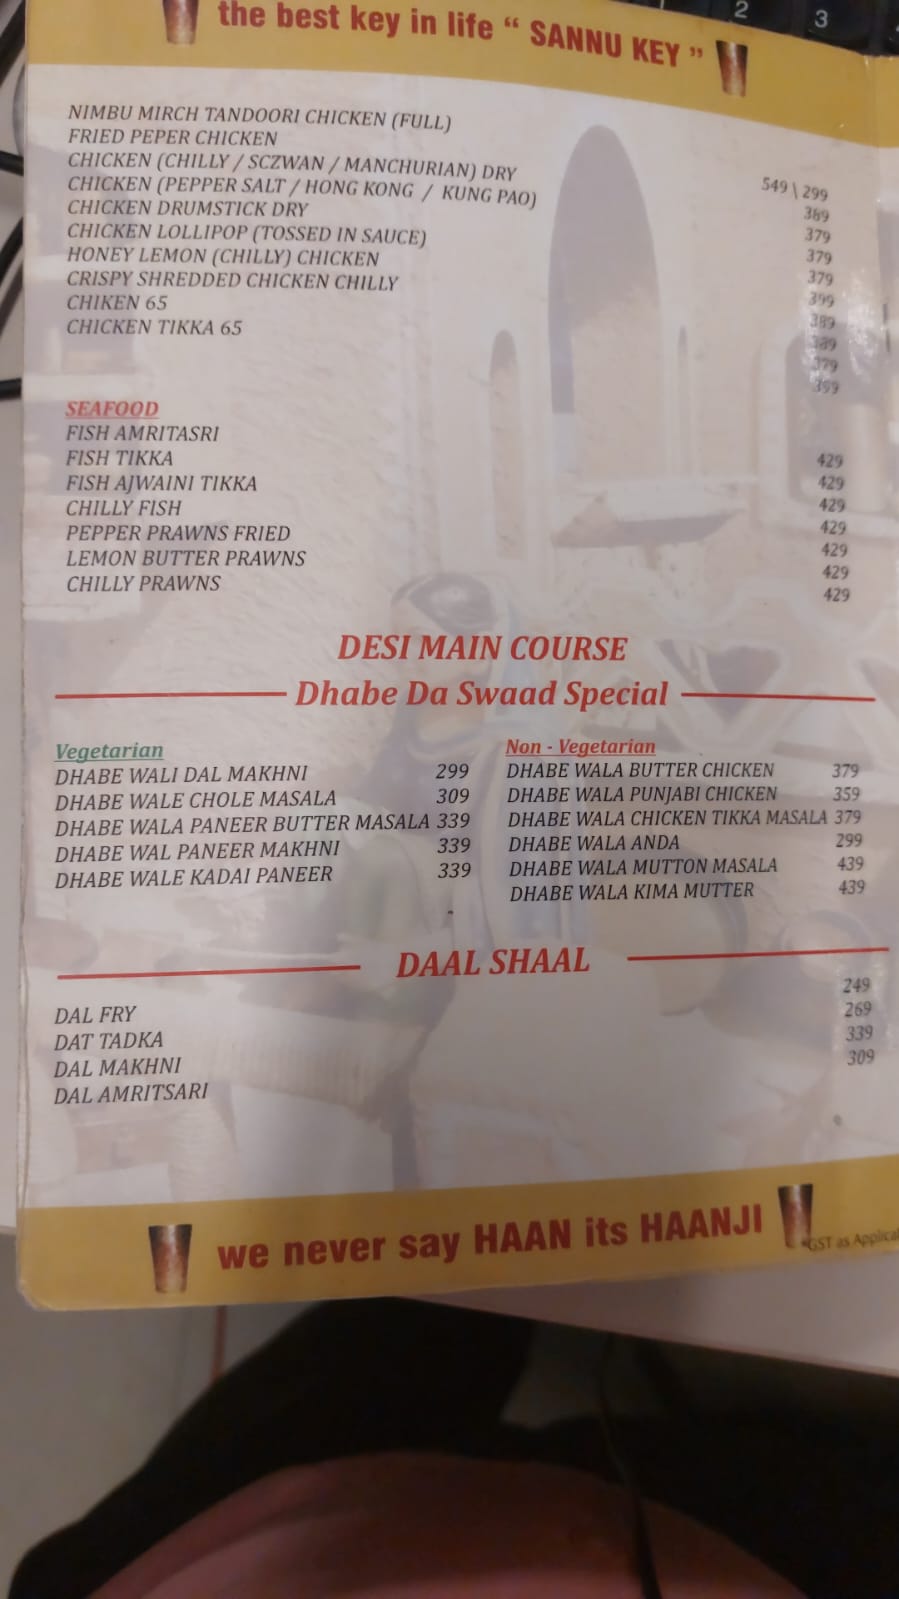 2
3
the best key in life " SANNU KEY "
NIMBU MIRCH TANDOORI CHICKEN (FULL) 549 \ 299
FRIED PEPER CHICKEN 389
CHICKEN (CHILLY / SCZWAN / MANCHURIAN) DRY 379
CHICKEN (PEPPER SALT / HONG KONG / KUNG PAO) 379
CHICKEN DRUMSTICK DRY 379
CHICKEN LOLLIPOP (TOSSED IN SAUCE) 399
HONEY LEMON (CHILLY) CHICKEN 389
CRISPY SHREDDED CHICKEN CHILLY 389
CHIKEN 65 379
CHICKEN TIKKA 65 399
SEAFOOD
FISH AMRITASRI 429
FISH TIKKA 429
FISH AJWAINI TIKKA 429
CHILLY FISH 429
PEPPER PRAWNS FRIED 429
LEMON BUTTER PRAWNS 429
CHILLY PRAWNS 429
DESI MAIN COURSE
Dhabe Da Swaad Special
Vegetarian
DHABE WALI DAL MAKHNI 299
DHABE WALE CHOLE MASALA 309
DHABE WALA PANEER BUTTER MASALA 339
DHABE WAL PANEER MAKHNI 339
DHABE WALE KADAI PANEER 339
Non - Vegetarian
DHABE WALA BUTTER CHICKEN 379
DHABE WALA PUNJABI CHICKEN 359
DHABE WALA CHICKEN TIKKA MASALA 379
DHABE WALA ANDA 299
DHABE WALA MUTTON MASALA 439
DHABE WALA KIMA MUTTER 439
DAAL SHAAL
DAL FRY 249
DAT TADKA 269
DAL MAKHNI 339
DAL AMRITSARI 309
we never say HAAN its HAANJI
*GST as